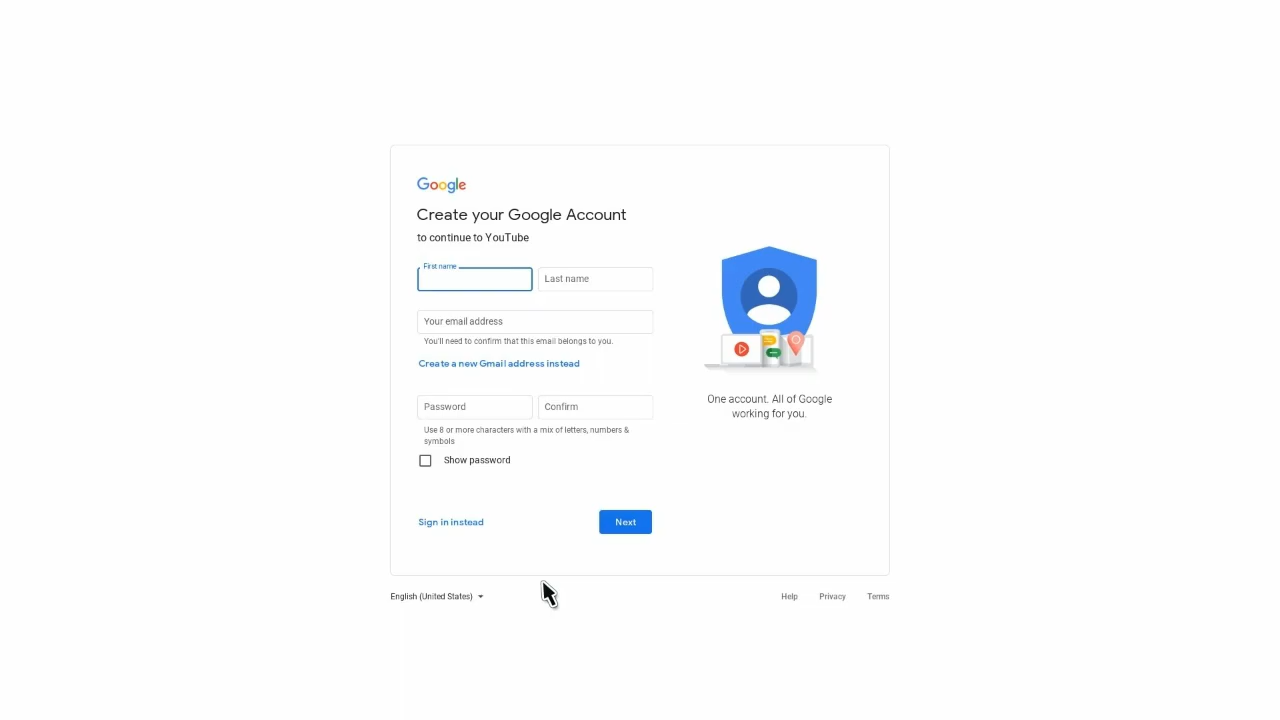 Google
Create your Google Account
to continue to YouTube
First name
Last name
Your email address
You'll need to confirm that this email belongs to you.
Create a new Gmail address instead
Password
Confirm
Use 8 or more characters with a mix of letters, numbers &
symbols
Show password
Sign in instead
Next
One account. All of Google
working for you.
English (United States)
Help
Privacy
Terms